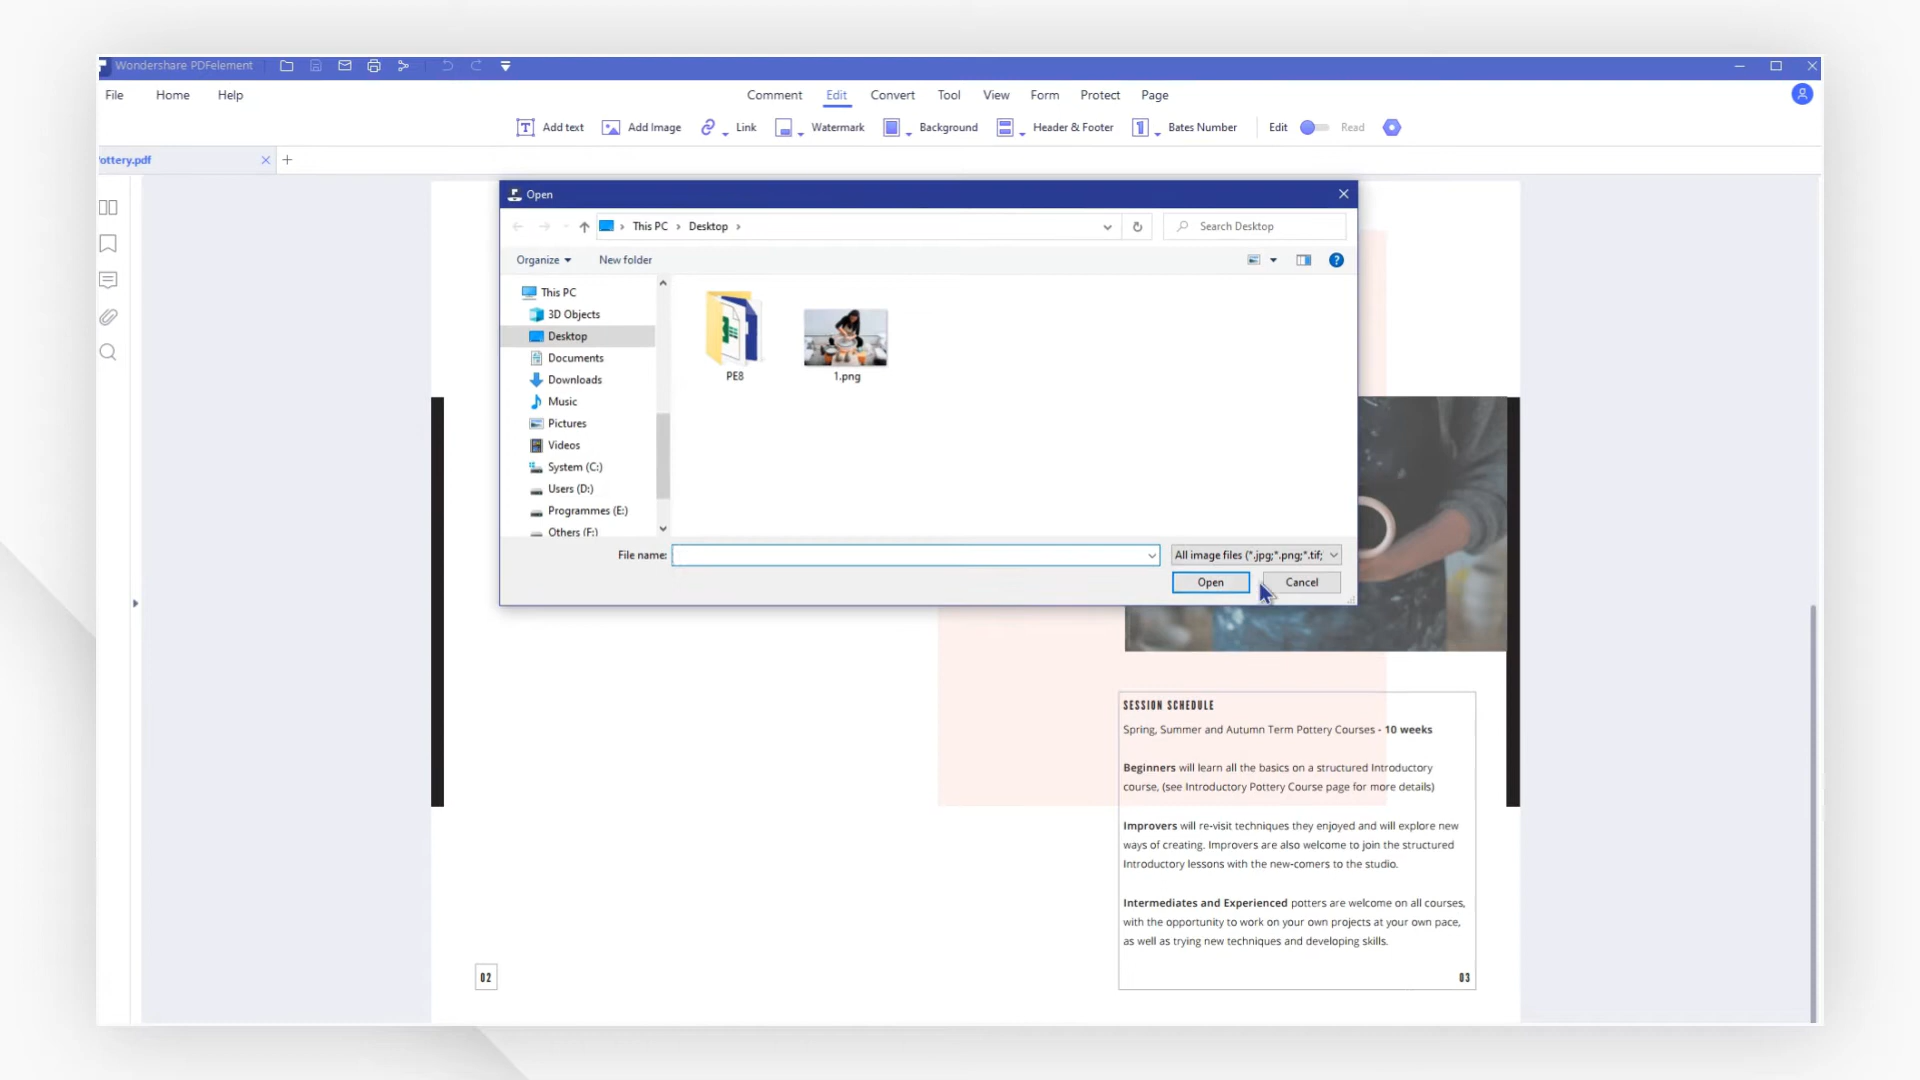 Wondershare PDFelement
File Home Help Comment Edit Convert Tool View Form Protect Page
Add text Add Image Link Watermark Background Header & Footer Bates Number Edit Read
ottery.pdf
Open
This PC Desktop
Search Desktop
Organize New folder
This PC
3D Objects
Desktop
Documents
Downloads
Music
Pictures
Videos
System (C:)
Users (D:)
Programmes (E:)
Others (F:)
PE8
1.png
File name:
All image files (*.jpg;*.png;*.tif;
Open Cancel
SESSION SCHEDULE
Spring, Summer and Autumn Term Pottery Courses - 10 weeks
Beginners will learn all the basics on a structured Introductory
course, (see Introductory Pottery Course page for more details)
Improvers will re-visit techniques they enjoyed and will explore new
ways of creating. Improvers are also welcome to join the structured
Introductory lessons with the new-comers to the studio.
Intermediates and Experienced potters are welcome on all courses,
with the opportunity to work on your own projects at your own pace,
as well as trying new techniques and developing skills.
02
03